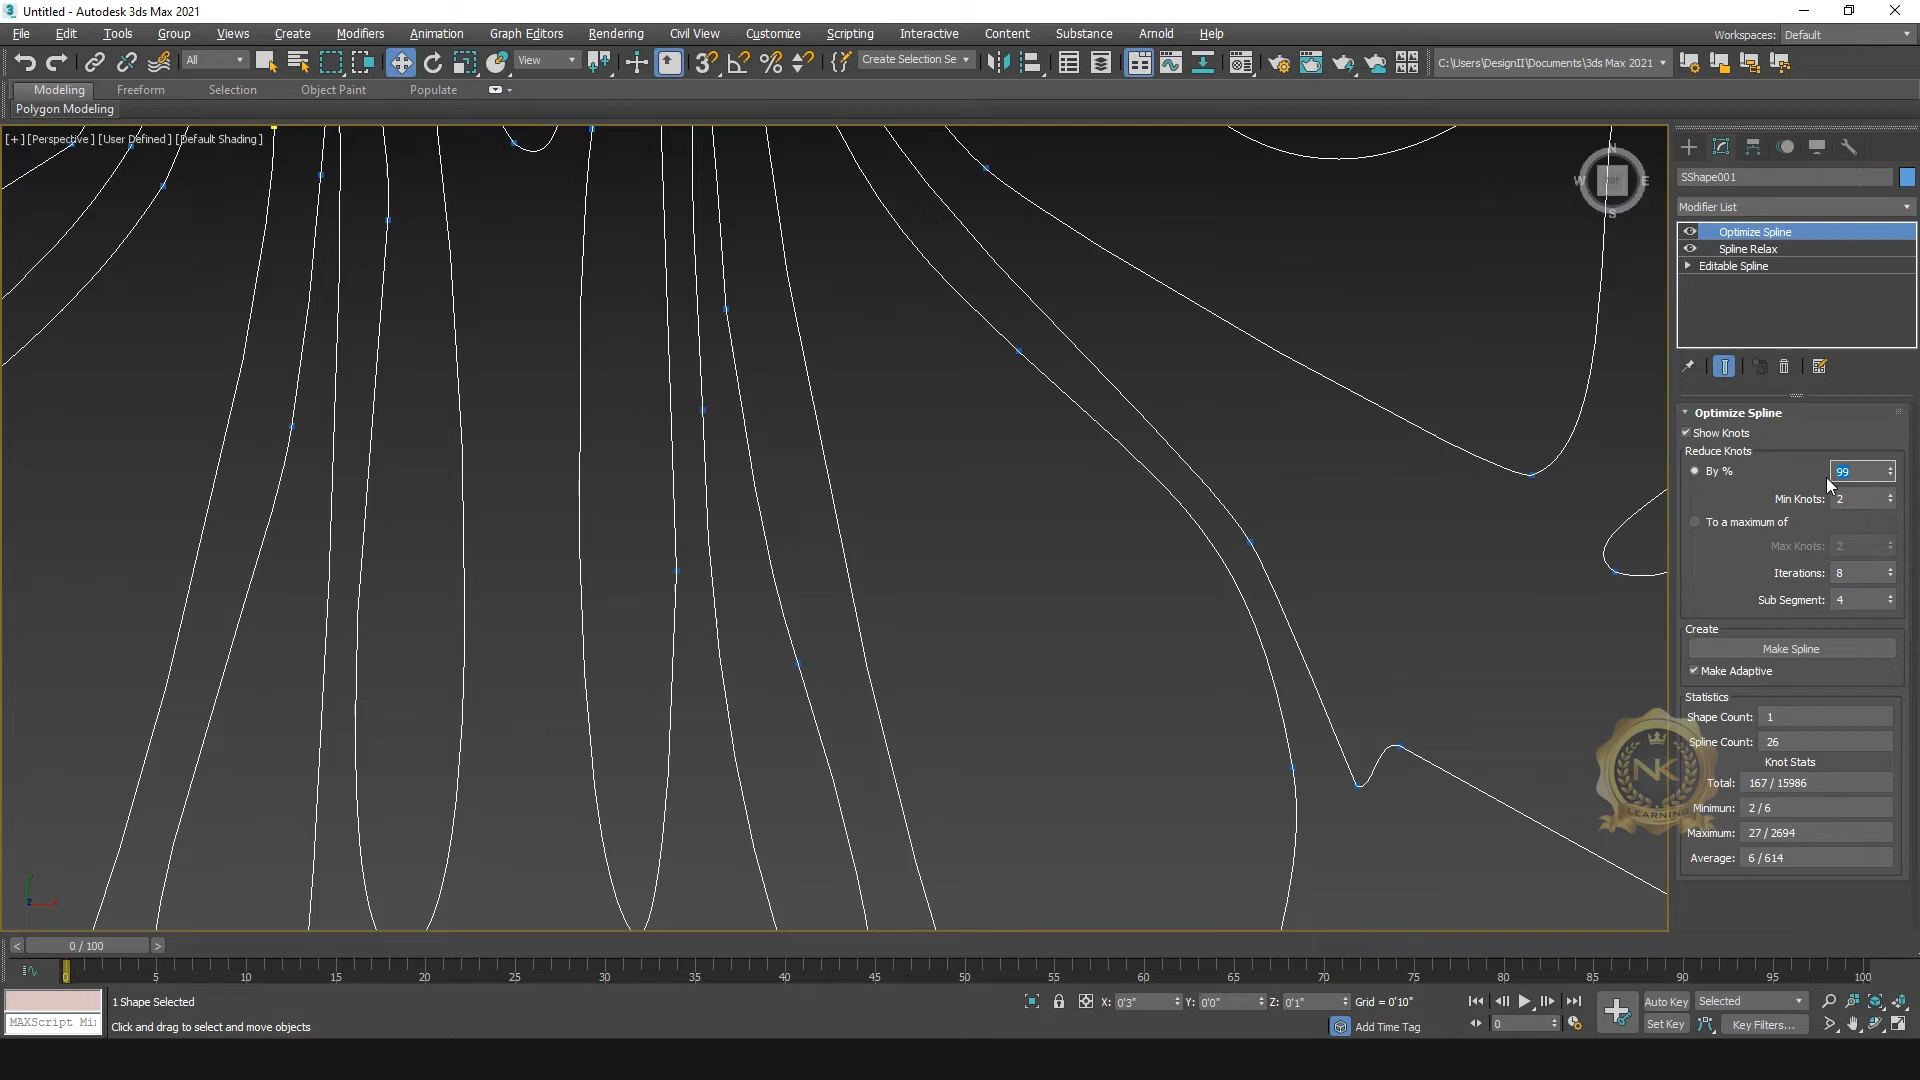 Untitled - Autodesk 3ds Max 2021
File Edit Tools Group Views Create Modifiers Animation Graph Editors Rendering Civil View Customize Scripting Interactive Content Substance Arnold Help
Workspaces: Default
All View Create Selection Se C:\Users\DesignII\Documents\3ds Max 2021
Modeling Freeform Selection Object Paint Populate
Polygon Modeling
[+] [Perspective] [User Defined] [Default Shading]
N
W TOP E
S
SShape001
Modifier List
Optimize Spline
Spline Relax
Editable Spline
Optimize Spline
Show Knots
Reduce Knots
By % 99
Min Knots: 2
To a maximum of
Max Knots: 2
Iterations: 8
Sub Segment: 4
Create
Make Spline
Make Adaptive
Statistics
Shape Count: 1
Spline Count: 26
Knot Stats
Total: 167 / 15986
Minimun: 2 / 6
Maximum: 27 / 2694
Average: 6 / 614
NK
LEARNING
< 0 / 100 >
0 5 10 15 20 25 30 35 40 45 50 55 60 65 70 75 80 85 90 95 100
1 Shape Selected
X: 0'3" Y: 0'0" Z: 0'1" Grid = 0'10"
Auto Key Selected
MAXScript Mi
Click and drag to select and move objects
Add Time Tag
0
Set Key Key Filters...